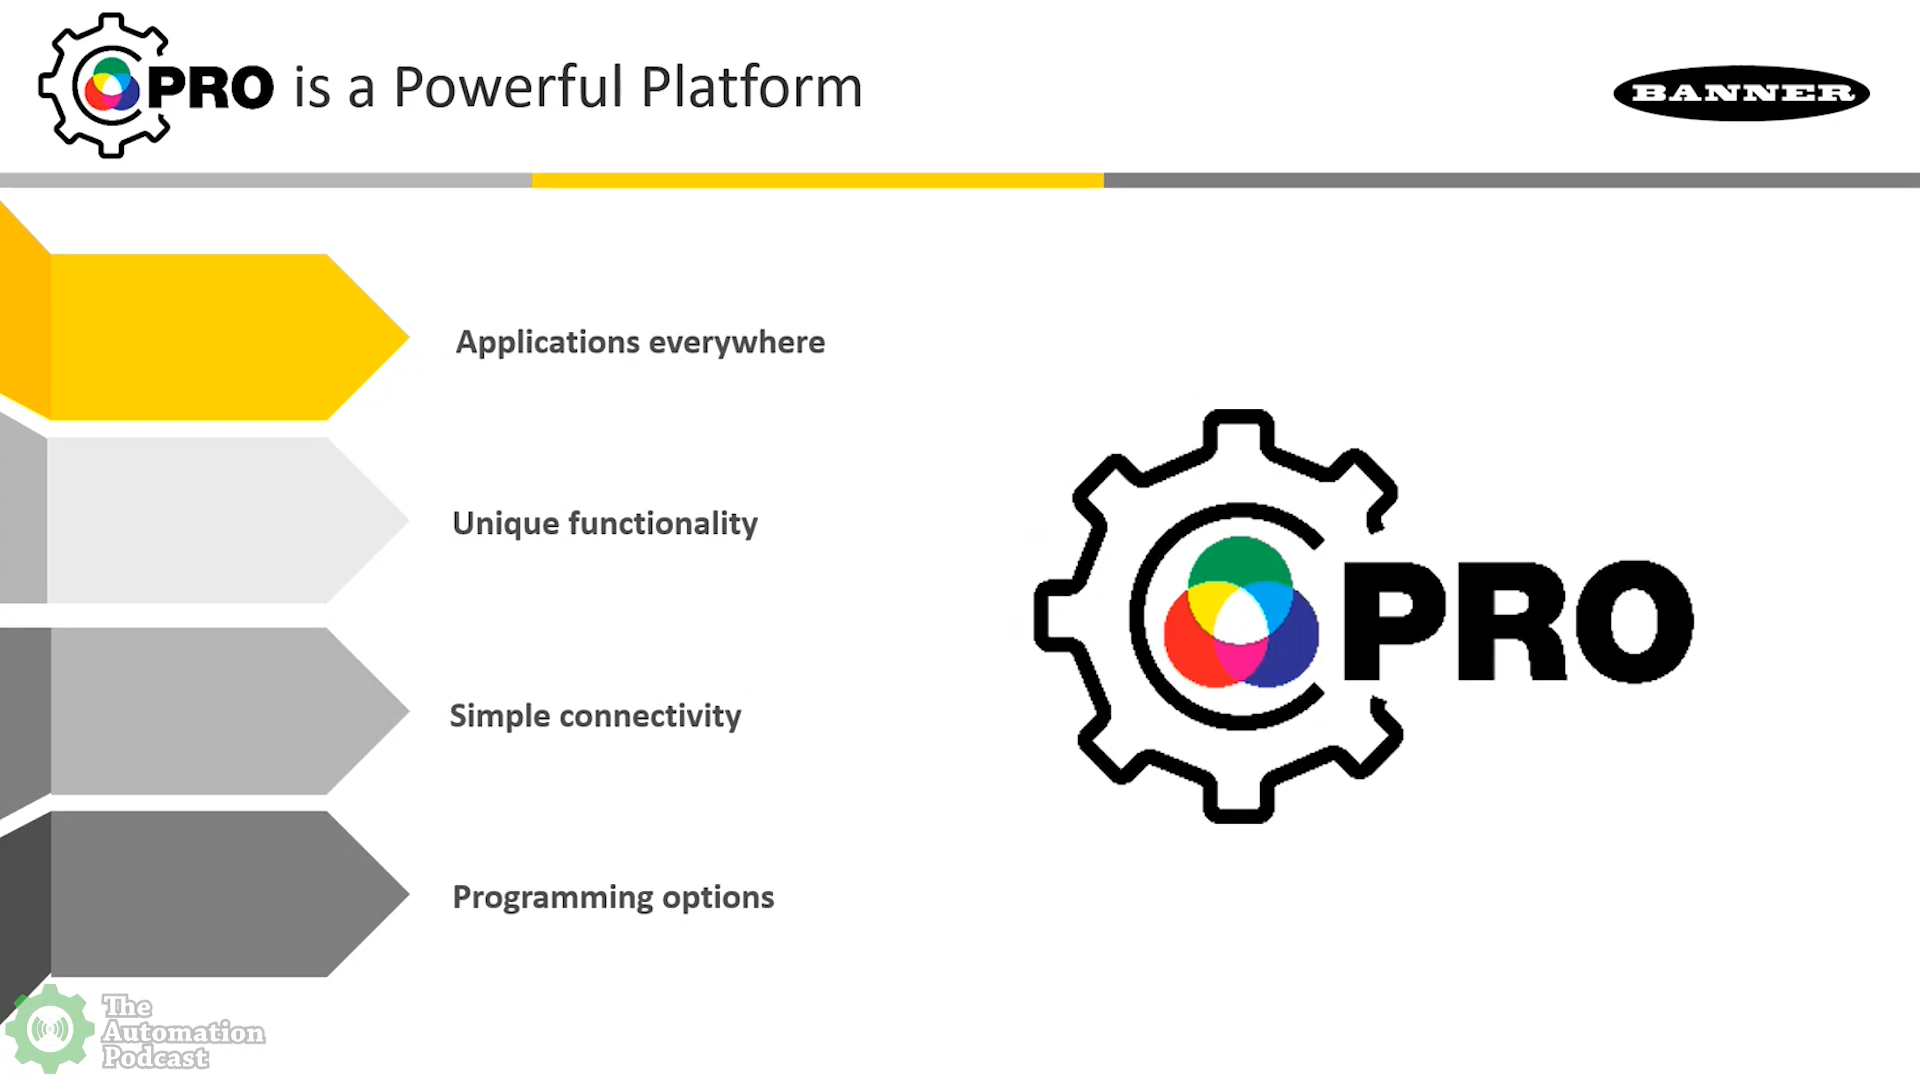 PRO is a Powerful Platform
BANNER
Applications everywhere
Unique functionality
Simple connectivity
Programming options
PRO
The
Automation
Podcast